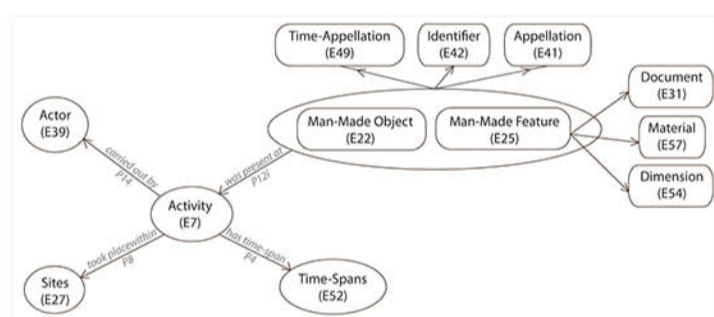 Time-Appellation
(E49)
Identifier
(E42)
Appellation
(E41)
Document
(E31)
Actor
(E39)
Man-Made Object
(E22)
Man-Made Feature
(E25)
Material
(E57)
carried out by
P14
was present at
P12i
Dimension
(E54)
Activity
(E7)
took placewithin
P8
has time-span
P4
Sites
(E27)
Time-Spans
(E52)